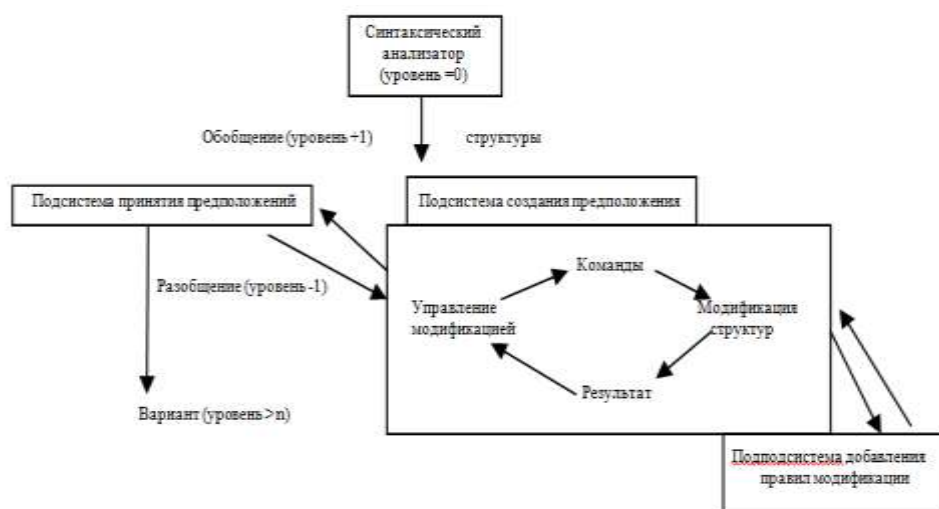 Синтаксический
анализатор
(уровень =0)
Обобщение (уровень +1)
структуры
Подсистема принятия предположений
Подсистема создания предположения
Команды
Разобщение (уровень -1)
Управление
модификацией
Модификация
структур
Результат
Вариант (уровень > n)
Подподсистема добавления
правил модификации